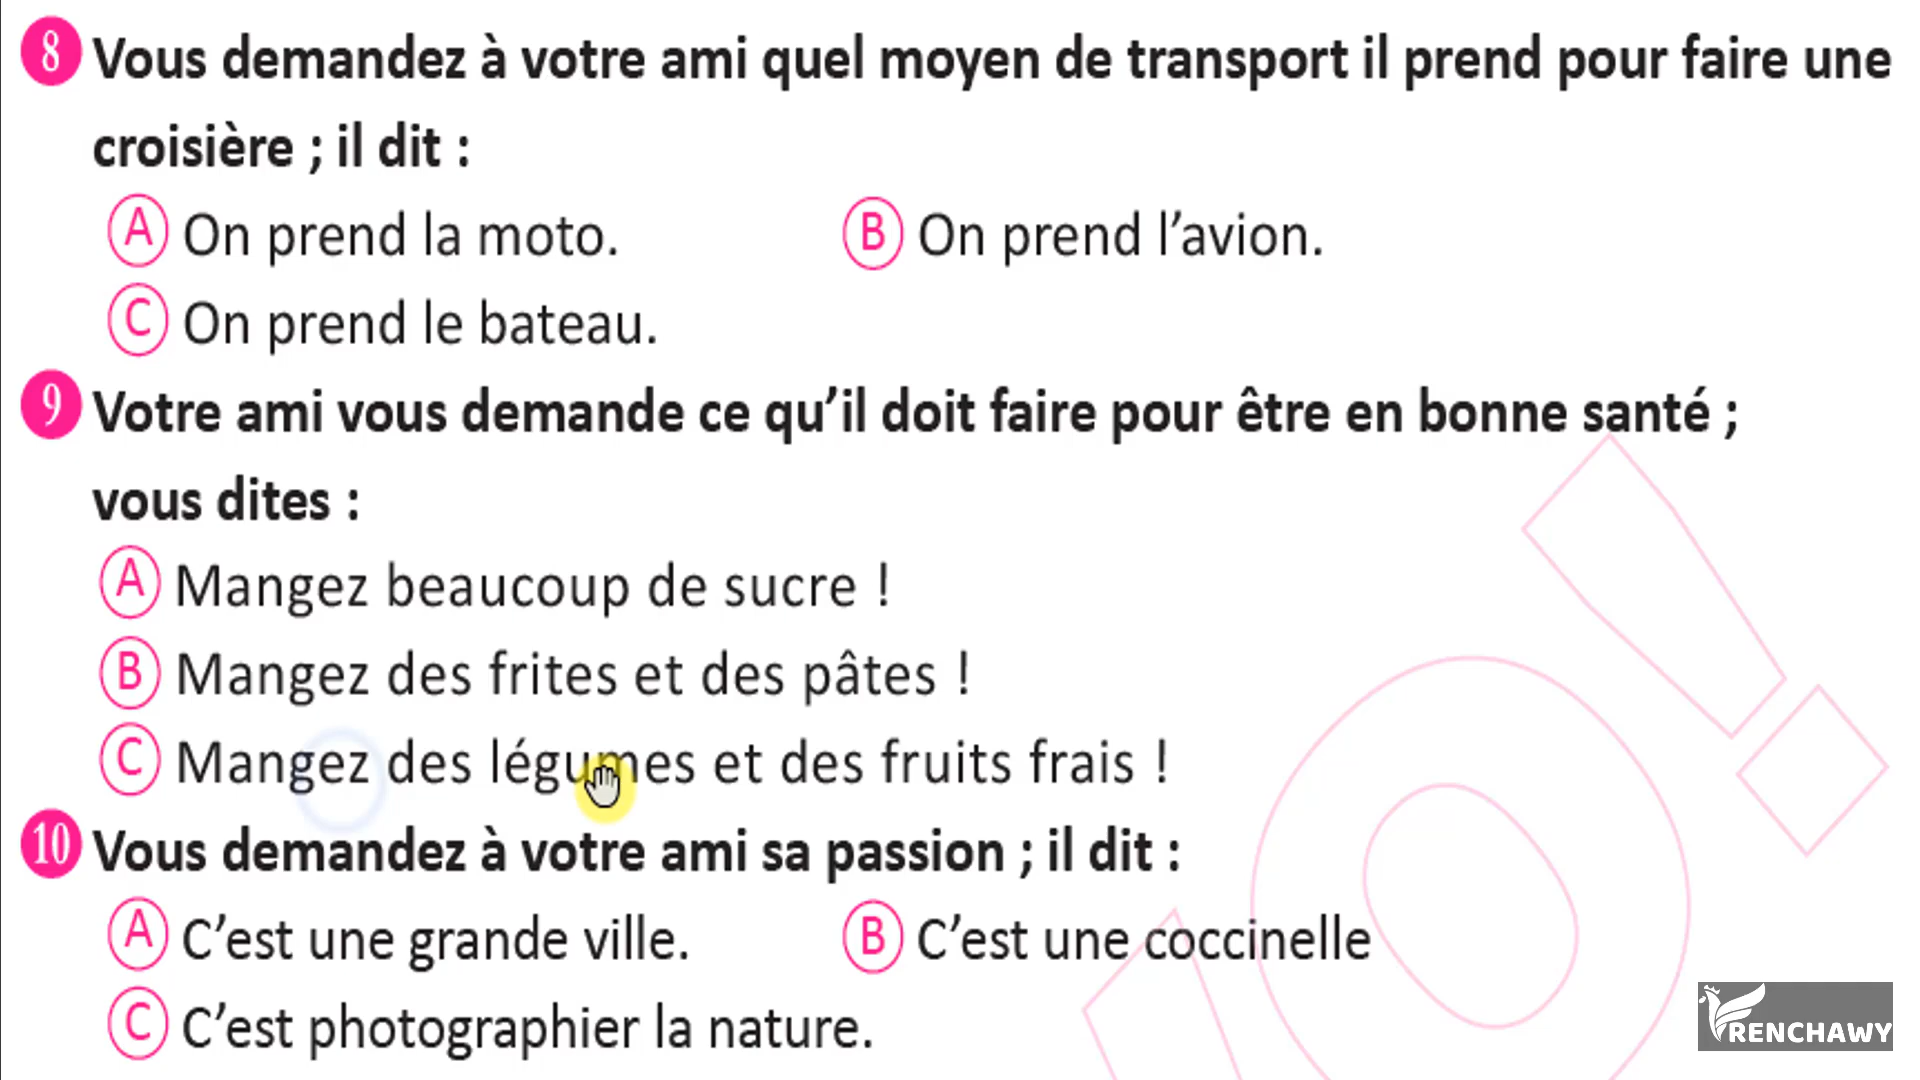 8 Vous demandez à votre ami quel moyen de transport il prend pour faire une
croisière ; il dit :
A On prend la moto. B On prend l’avion.
C On prend le bateau.
9 Votre ami vous demande ce qu’il doit faire pour être en bonne santé ;
vous dites :
A Mangez beaucoup de sucre !
B Mangez des frites et des pâtes !
C Mangez des légumes et des fruits frais !
10 Vous demandez à votre ami sa passion ; il dit :
A C’est une grande ville. B C’est une coccinelle
C C’est photographier la nature.
RENCHAWY